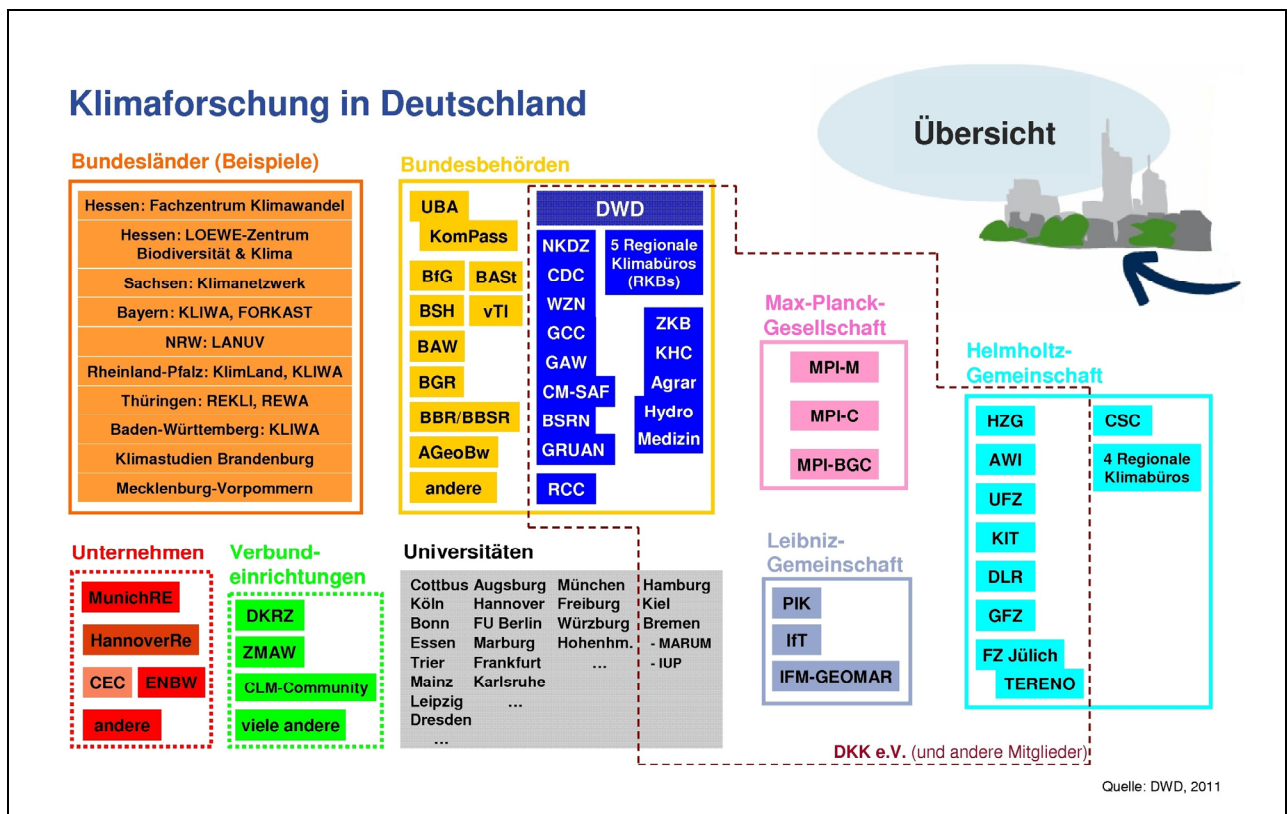 Klimaforschung in Deutschland
Übersicht
Bundesländer (Beispiele)
Hessen: Fachzentrum Klimawandel
Hessen: LOEWE-Zentrum
Biodiversität & Klima
Sachsen: Klimanetzwerk
Bayern: KLIWA, FORKAST
NRW: LANUV
Rheinland-Pfalz: KlimLand, KLIWA
Thüringen: REKLI, REWA
Baden-Württemberg: KLIWA
Klimastudien Brandenburg
Mecklenburg-Vorpommern
Bundesbehörden
UBA
KomPass
BfG
BASt
BSH
vTI
BAW
BGR
BBR/BBSR
AGeoBw
andere
DWD
NKDZ
CDC
WZN
GCC
GAW
CM-SAF
BSRN
GRUAN
RCC
5 Regionale
Klimabüros
(RKBs)
ZKB
KHC
Agrar
Hydro
Medizin
Max-Planck-
Gesellschaft
MPI-M
MPI-C
MPI-BGC
Helmholtz-
Gemeinschaft
HZG
AWI
UFZ
KIT
DLR
GFZ
FZ Jülich
TERENO
CSC
4 Regionale
Klimabüros
Unternehmen
MunichRE
HannoverRe
CEC
ENBW
andere
Verbund-
einrichtungen
DKRZ
ZMAW
CLM-Community
viele andere
Universitäten
Cottbus
Köln
Bonn
Essen
Trier
Mainz
Leipzig
Dresden
...
Augsburg
Hannover
FU Berlin
Marburg
Frankfurt
Karlsruhe
...
München
Freiburg
Würzburg
Hohenhm.
...
Hamburg
Kiel
Bremen
- MARUM
- IUP
Leibniz-
Gemeinschaft
PIK
IfT
IFM-GEOMAR
DKK e.V. (und andere Mitglieder)
Quelle: DWD, 2011